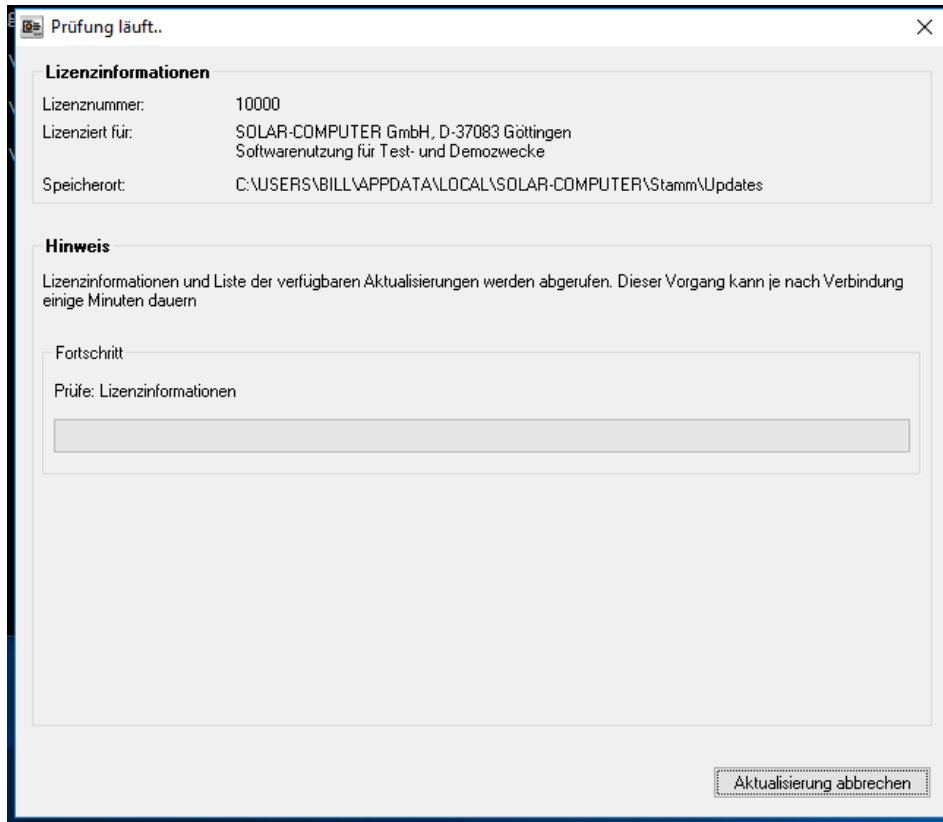 Prüfung läuft..
Lizenzinformationen
Lizenznummer: 10000
Lizenziert für: SOLAR-COMPUTER GmbH, D-37083 Göttingen
Softwarenutzung für Test- und Demozwecke
Speicherort: C:\USERS\BILL\APPDATA\LOCAL\SOLAR-COMPUTER\Stamm\Updates
Hinweis
Lizenzinformationen und Liste der verfügbaren Aktualisierungen werden abgerufen. Dieser Vorgang kann je nach Verbindung
einige Minuten dauern
Fortschritt
Prüfe: Lizenzinformationen
Aktualisierung abbrechen